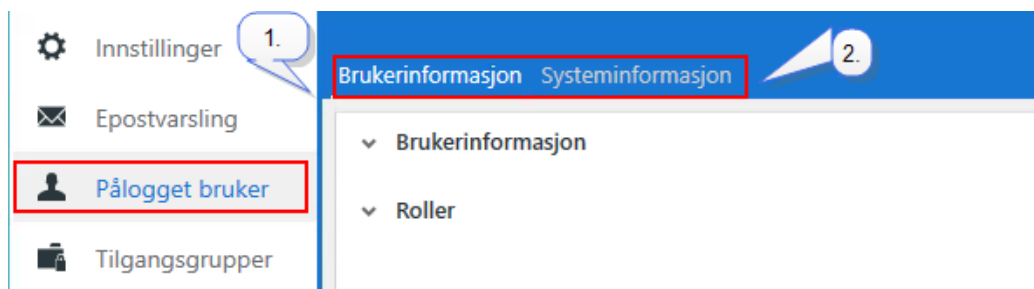 Innstillinger
Epostvarsling
Pålogget bruker
Tilgangsgrupper
1.
Brukerinformasjon Systeminformasjon
2.
Brukerinformasjon
Roller